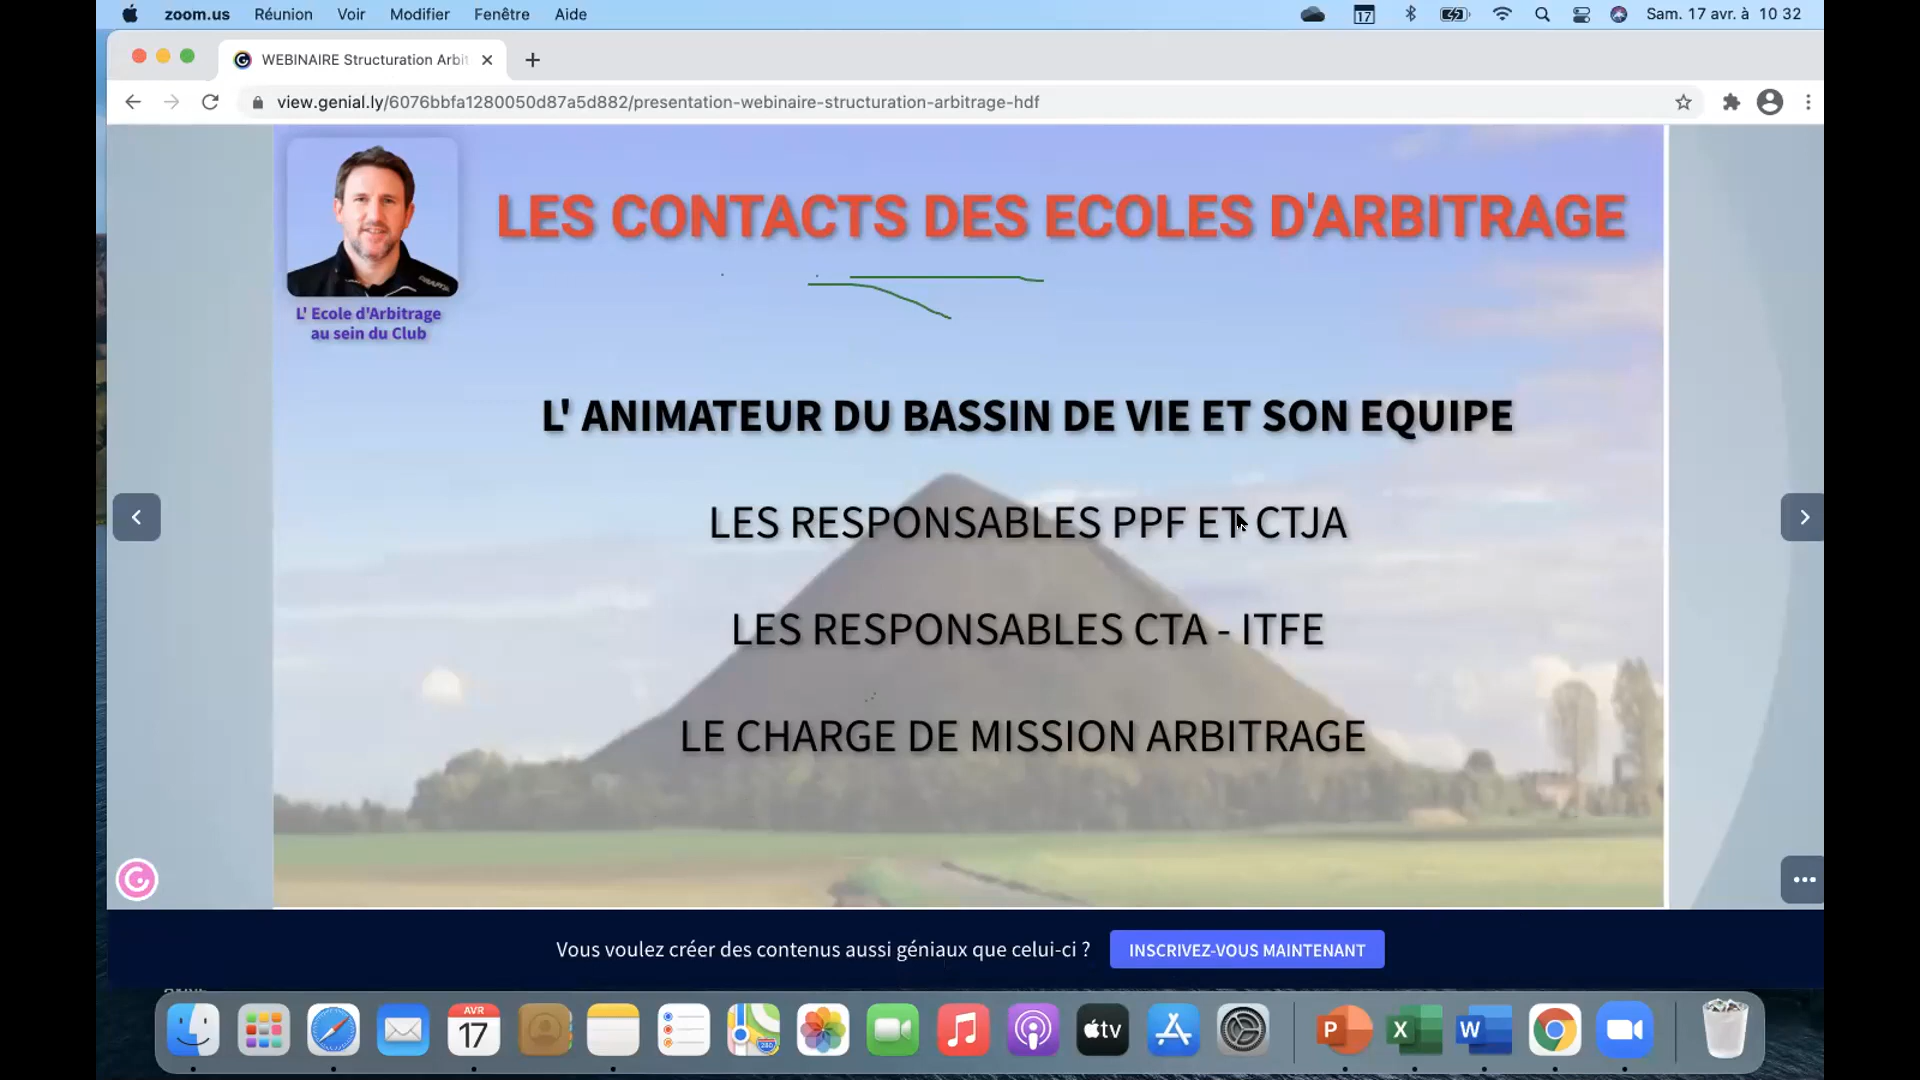 zoom.us Réunion Voir Modifier Fenêtre Aide 17 Sam. 17 avr. à 10 32
WEBINAIRE Structuration Arbit
view.genial.ly/6076bbfa1280050d87a5d882/presentation-webinaire-structuration-arbitrage-hdf
LES CONTACTS DES ECOLES D'ARBITRAGE
L' Ecole d'Arbitrage
au sein du Club
L' ANIMATEUR DU BASSIN DE VIE ET SON EQUIPE
LES RESPONSABLES PPF ET CTJA
LES RESPONSABLES CTA - ITFE
LE CHARGE DE MISSION ARBITRAGE
Vous voulez créer des contenus aussi géniaux que celui-ci ? INSCRIVEZ-VOUS MAINTENANT
AVR
17
280
tv
P X W